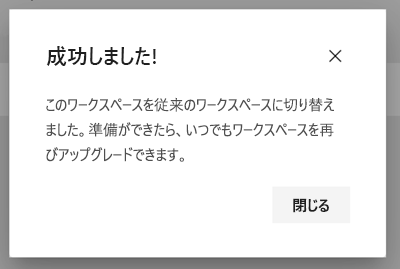 成功しました!
このワークスペースを従来のワークスペースに切り替え
ました。準備ができたら、いつでもワークスペースを再
びアップグレードできます。
閉じる